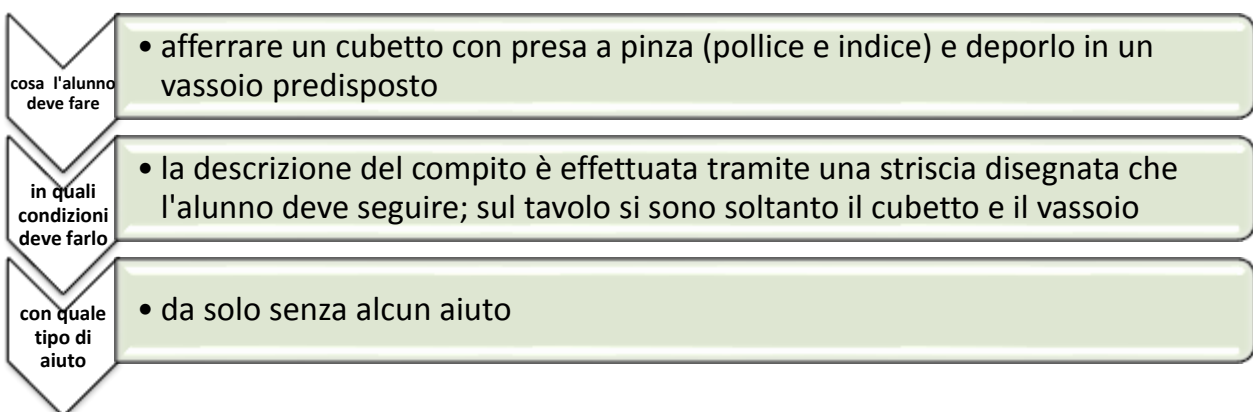 cosa l'alunno
deve fare
• afferrare un cubetto con presa a pinza (pollice e indice) e deporlo in un
vassoio predisposto
in quali
condizioni
deve farlo
• la descrizione del compito è effettuata tramite una striscia disegnata che
l'alunno deve seguire; sul tavolo si sono soltanto il cubetto e il vassoio
con quale
tipo di
aiuto
• da solo senza alcun aiuto